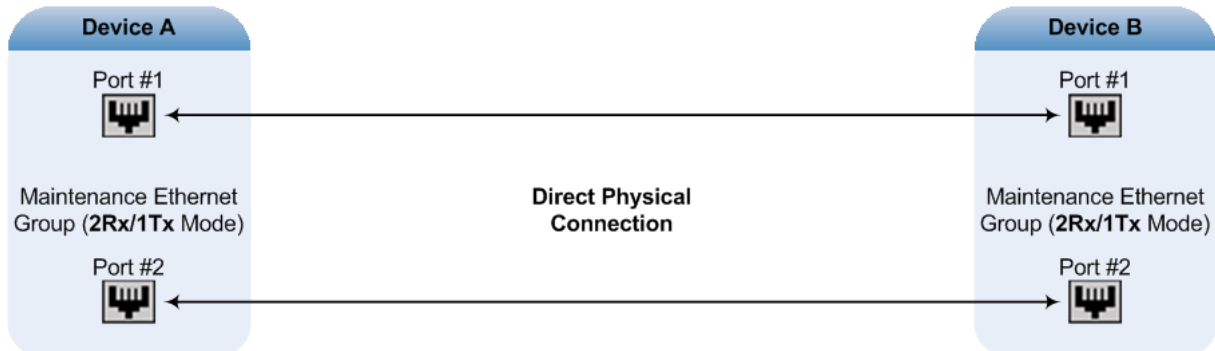 Device A
Port #1
Maintenance Ethernet
Group (2Rx/1Tx Mode)
Port #2
Direct Physical
Connection
Device B
Port #1
Maintenance Ethernet
Group (2Rx/1Tx Mode)
Port #2